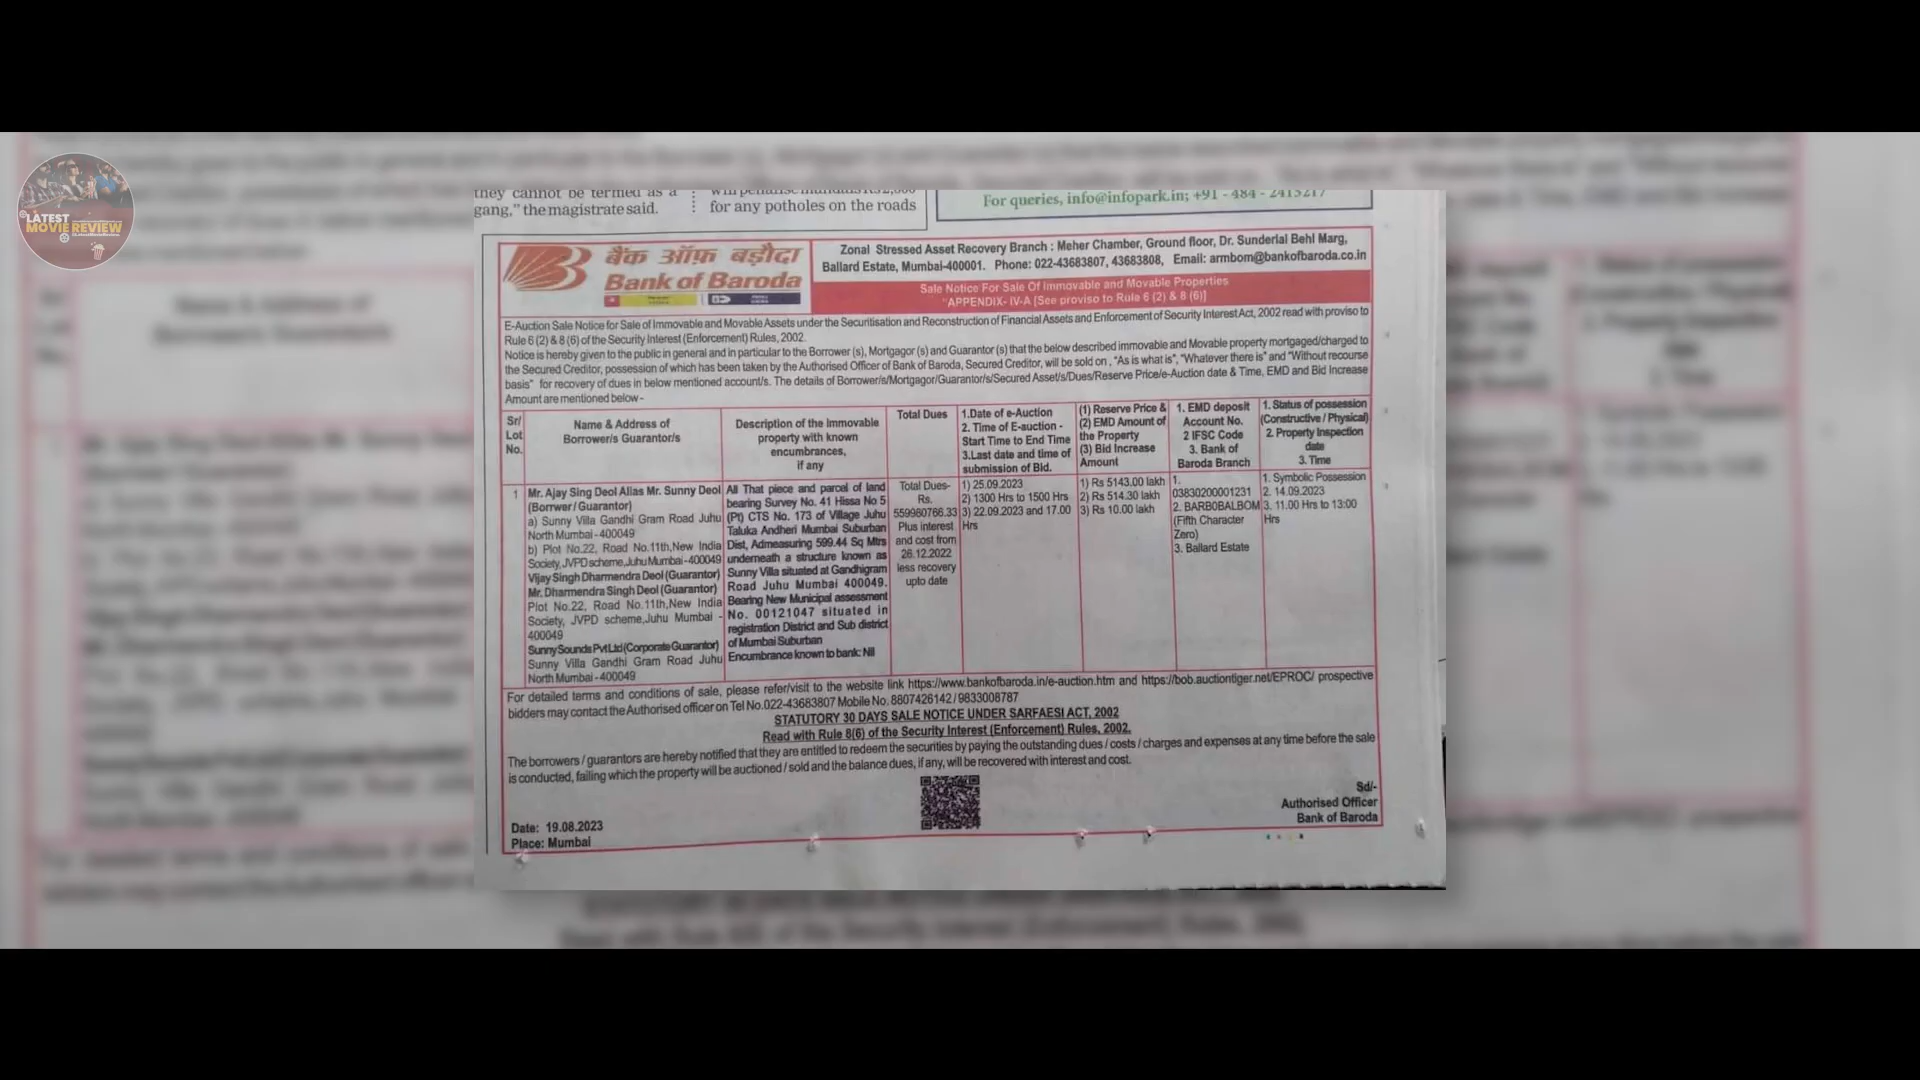 LATEST
MOVIE REVIEW
they cannot be termed as a
gang," the magistrate said.
for any potholes on the roads
For queries, info@infopark.in; +91 - 484 - 2415217
बैंक ऑफ़ बड़ौदा
Bank of Baroda
Zonal Stressed Asset Recovery Branch : Meher Chamber, Ground floor, Dr. Sunderlal Behl Marg,
Ballard Estate, Mumbai-400001. Phone: 022-43683807, 43683808, Email: armbom@bankofbaroda.co.in
Sale Notice For Sale Of Immovable and Movable Properties
"APPENDIX- IV-A [See proviso to Rule 6 (2) & 8 (6)]
E-Auction Sale Notice for Sale of Immovable and Movable Assets under the Securitisation and Reconstruction of Financial Assets and Enforcement of Security Interest Act, 2002 read with proviso to
Rule 6 (2) & 8 (6) of the Security Interest (Enforcement) Rules, 2002.
Notice is hereby given to the public in general and in particular to the Borrower (s), Mortgagor (s) and Guarantor (s) that the below described immovable and Movable property mortgaged/charged to
the Secured Creditor, possession of which has been taken by the Authorised Officer of Bank of Baroda, Secured Creditor, will be sold on , "As is what is", "Whatever there is" and "Without recourse
basis" for recovery of dues in below mentioned account/s. The details of Borrower/s/Mortgagor/Guarantor/s/Secured Asset/s/Dues/Reserve Price/e-Auction date & Time, EMD and Bid Increase
Amount are mentioned below -
Sr/
Lot
No.
Name & Address of
Borrower/s Guarantor/s
Description of the Immovable
property with known
encumbrances,
if any
Total Dues
1.Date of e-Auction
2. Time of E-auction -
Start Time to End Time
3.Last date and time of
submission of Bid.
(1) Reserve Price &
(2) EMD Amount of
the Property
(3) Bid Increase
Amount
1. EMD deposit
Account No.
2 IFSC Code
3. Bank of
Baroda Branch
1. Status of possession
(Constructive / Physical)
2. Property Inspection
date
3. Time
1
Mr. Ajay Sing Deol Alias Mr. Sunny Deol
(Borrwer / Guarantor)
a) Sunny Villa Gandhi Gram Road Juhu
North Mumbai - 400049
b) Plot No.22, Road No.11th,New India
Society, JVPD scheme,Juhu Mumbai - 400049
Vijay Singh Dharmendra Deol (Guarantor)
Mr. Dharmendra Singh Deol (Guarantor)
Plot No.22, Road No.11th,New India
Society, JVPD scheme,Juhu Mumbai -
400049
Sunny Sounds Pvt Ltd (Corporate Guarantor)
Sunny Villa Gandhi Gram Road Juhu
North Mumbai - 400049
All That piece and parcel of land
bearing Survey No. 41 Hissa No 5
(Pt) CTS No. 173 of Village Juhu
Taluka Andheri Mumbai Suburban
Dist, Admeasuring 599.44 Sq Mtrs
underneath a structure known as
Sunny Villa situated at Gandhigram
Road Juhu Mumbai 400049.
Bearing New Municipal assessment
No. 00121047 situated in
registration District and Sub district
of Mumbai Suburban
Encumbrance known to bank: Nil
Total Dues-
Rs.
559980766.33
Plus interest
and cost from
26.12.2022
less recovery
upto date
1) 25.09.2023
2) 1300 Hrs to 1500 Hrs
3) 22.09.2023 and 17.00
Hrs
1) Rs 5143.00 lakh
2) Rs 514.30 lakh
3) Rs 10.00 lakh
1.
03830200001231
2. BARB0BALBOM
(Fifth Character
Zero)
3. Ballard Estate
1. Symbolic Possession
2. 14.09.2023
3. 11.00 Hrs to 13:00
Hrs
For detailed terms and conditions of sale, please refer/visit to the website link https://www.bankofbaroda.in/e-auction.htm and https://bob.auctiontiger.net/EPROC/ prospective
bidders may contact the Authorised officer on Tel No.022-43683807 Mobile No. 8807426142 / 9833008787
STATUTORY 30 DAYS SALE NOTICE UNDER SARFAESI ACT, 2002
Read with Rule 8(6) of the Security Interest (Enforcement) Rules, 2002.
The borrowers / guarantors are hereby notified that they are entitled to redeem the securities by paying the outstanding dues / costs / charges and expenses at any time before the sale
is conducted, failing which the property will be auctioned / sold and the balance dues, if any, will be recovered with interest and cost.
Date: 19.08.2023
Place: Mumbai
Sd/-
Authorised Officer
Bank of Baroda